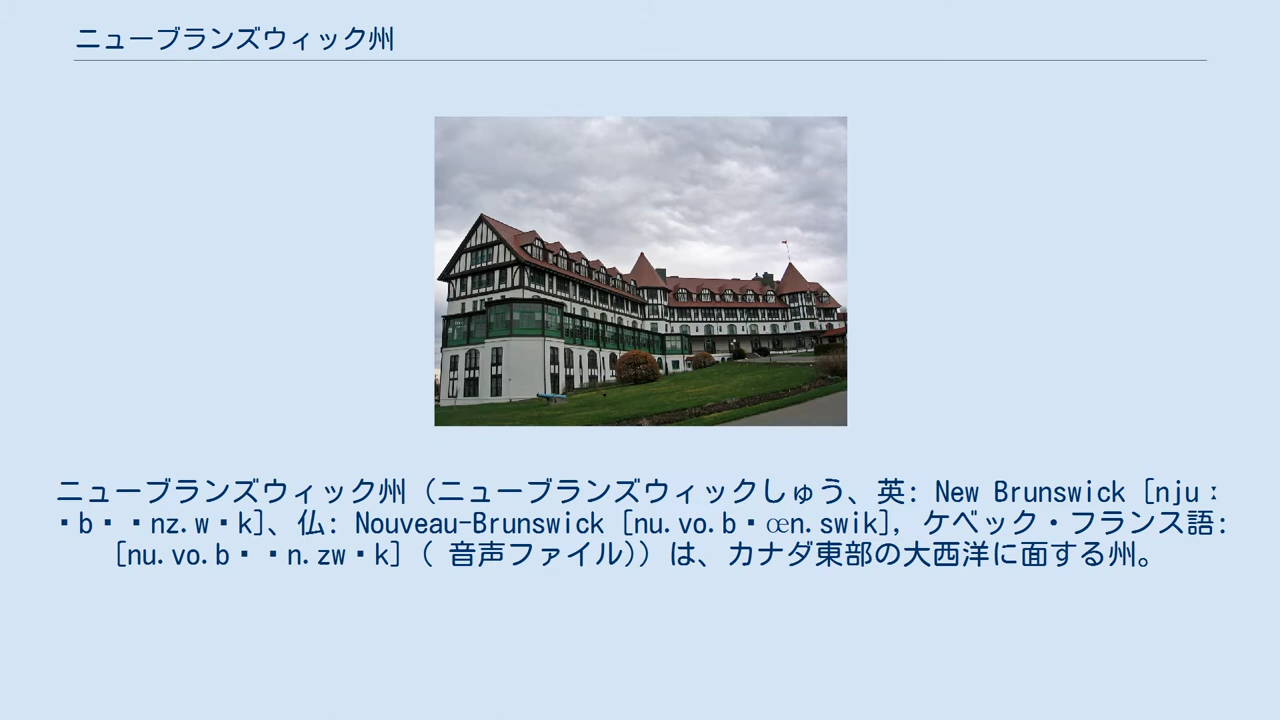 ニューブランズウィック州
ニューブランズウィック州（ニューブランズウィックしゅう、英: New Brunswick [njuː
▪b▪▪nz.w▪k]、仏: Nouveau-Brunswick [nu.vo.b▪œn.swik], ケベック・フランス語:
[nu.vo.b▪▪n.zw▪k] ( 音声ファイル)）は、カナダ東部の大西洋に面する州。